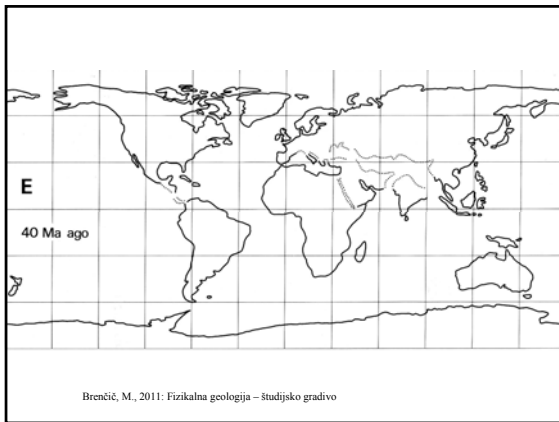 E
40 Ma ago
Brenčič, M., 2011: Fizikalna geologija – študijsko gradivo